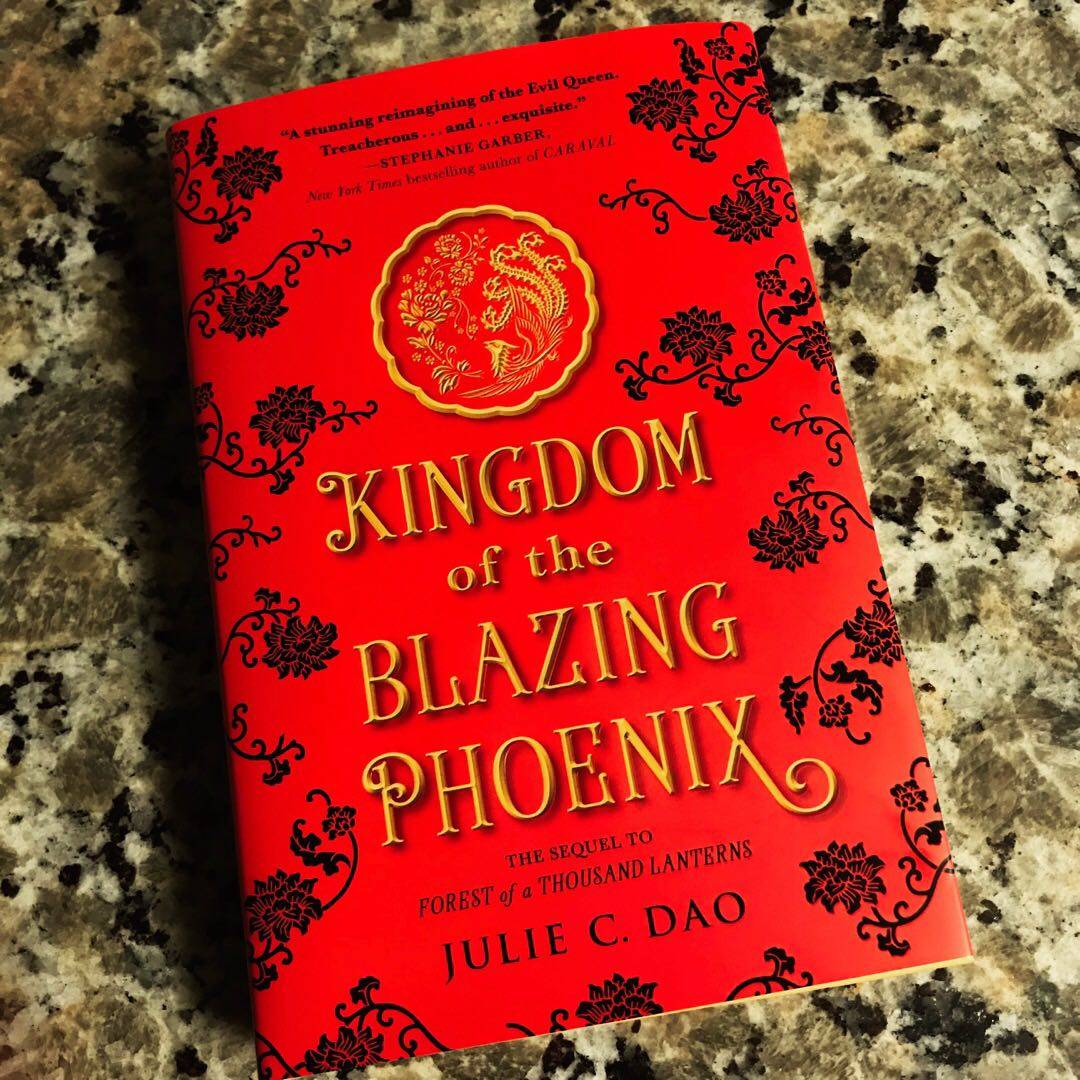 “A stunning reimagining of the Evil Queen.
Treacherous . . . and . . . exquisite.”
—STEPHANIE GARBER,
New York Times bestselling author of CARAVAL
KINGDOM
of the
BLAZING
PHOENIX
THE SEQUEL TO
FOREST of a THOUSAND LANTERNS
JULIE C. DAO